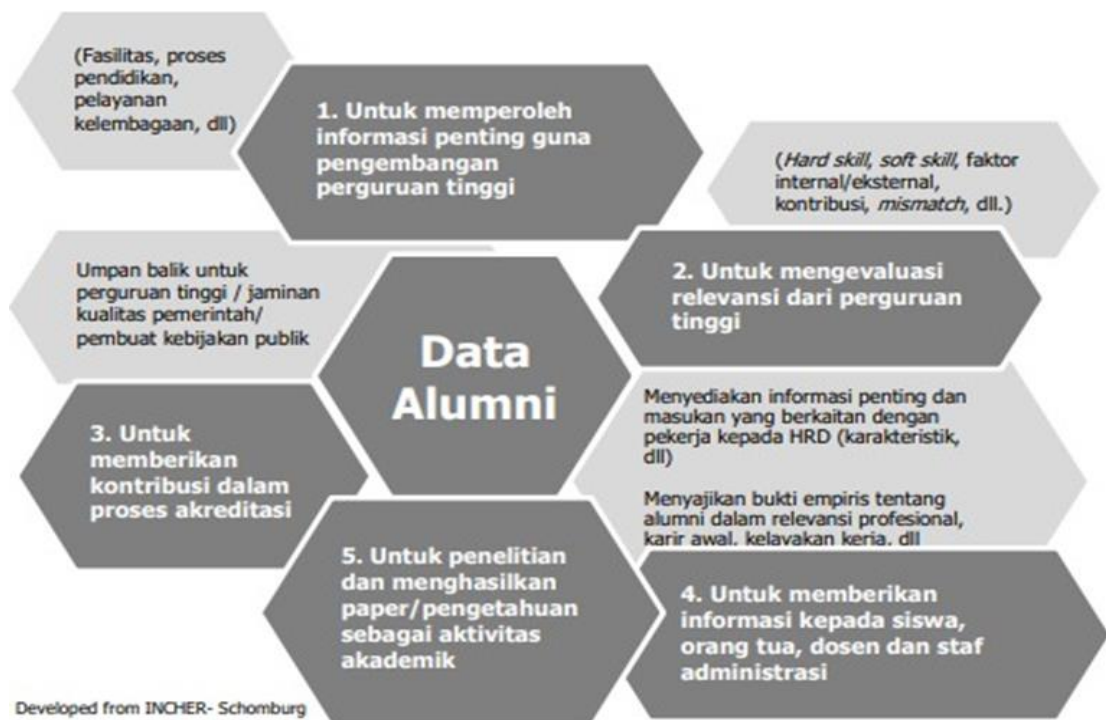 (Fasilitas, proses
pendidikan,
pelayanan
kelembagaan, dll)
1. Untuk memperoleh
informasi penting guna
pengembangan
perguruan tinggi
(Hard skill, soft skill, faktor
internal/eksternal,
kontribusi, mismatch, dll.)
2. Untuk mengevaluasi
relevansi dari perguruan
tinggi
Umpan balik untuk
perguruan tinggi / jaminan
kualitas pemerintah/
pembuat kebijakan publik
Data
Alumni
3. Untuk
memberikan
kontribusi dalam
proses akreditasi
Menyediakan informasi penting dan
masukan yang berkaitan dengan
pekerja kepada HRD (karakteristik,
dll)
Menyajikan bukti empiris tentang
alumni dalam relevansi profesional,
karir awal, kelayakan kerja, dll
5. Untuk penelitian
dan menghasilkan
paper/pengetahuan
sebagai aktivitas
akademik
4. Untuk memberikan
informasi kepada siswa,
orang tua, dosen dan staf
administrasi
Developed from INCHER- Schomburg